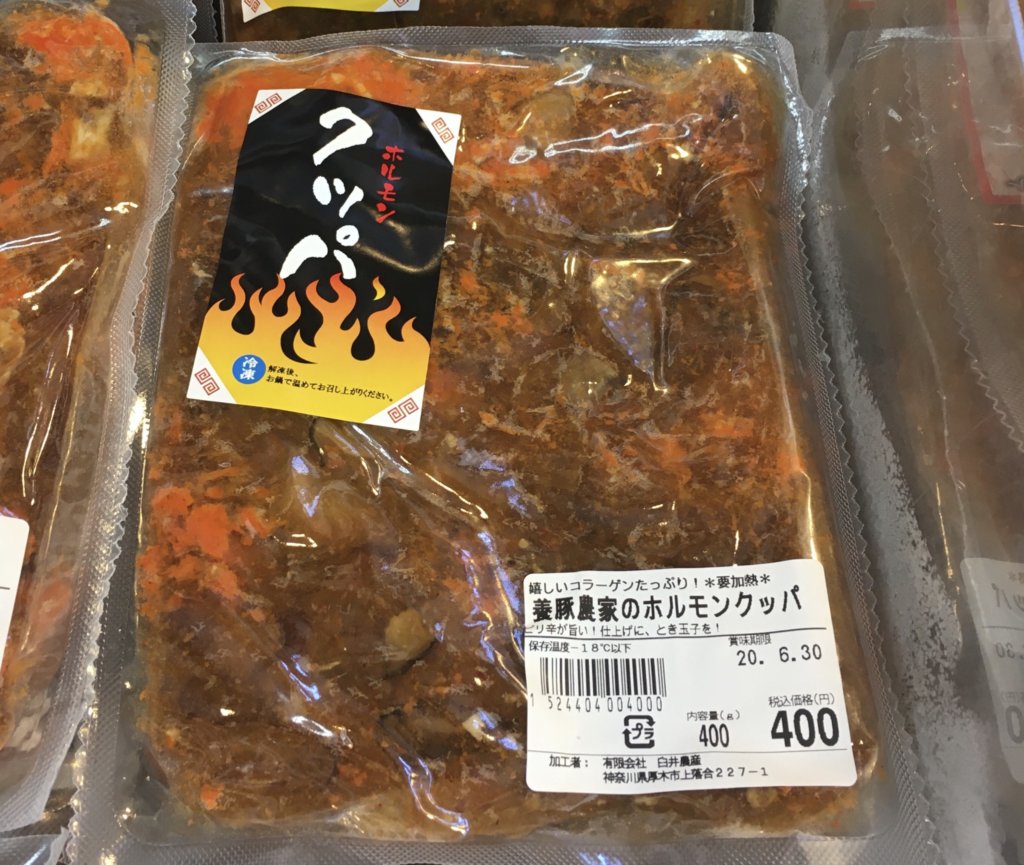 ホルモン
クッパ
冷凍
解凍後、
お鍋で温めてお召し上がりください。
嬉しいコラーゲンたっぷり！＊要加熱＊
養豚農家のホルモンクッパ
ピリ辛が旨い！仕上げに、とき玉子を！
保存温度－18℃以下
賞味期限
20. 6.30
1 524404 004000
プラ
内容量(g)
400
税込価格(円)
400
加工者： 有限会社 臼井農産
神奈川県厚木市上落合２２７－１